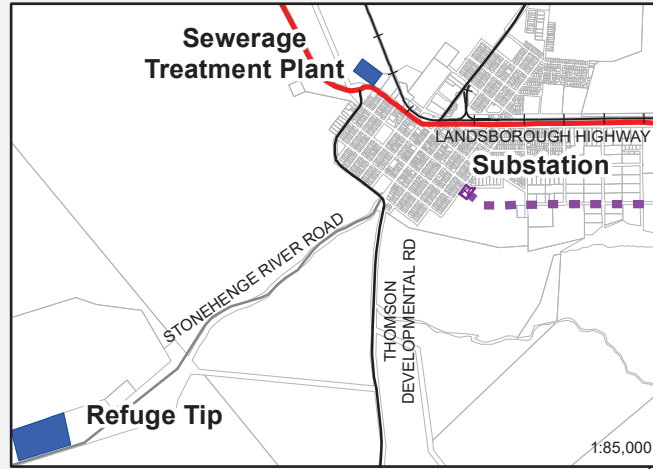 Sewerage
Treatment Plant
LANDSBOROUGH HIGHWAY
Substation
STONEHENGE RIVER ROAD
THOMSON
DEVELOPMENTAL RD
Refuge Tip
1:85,000